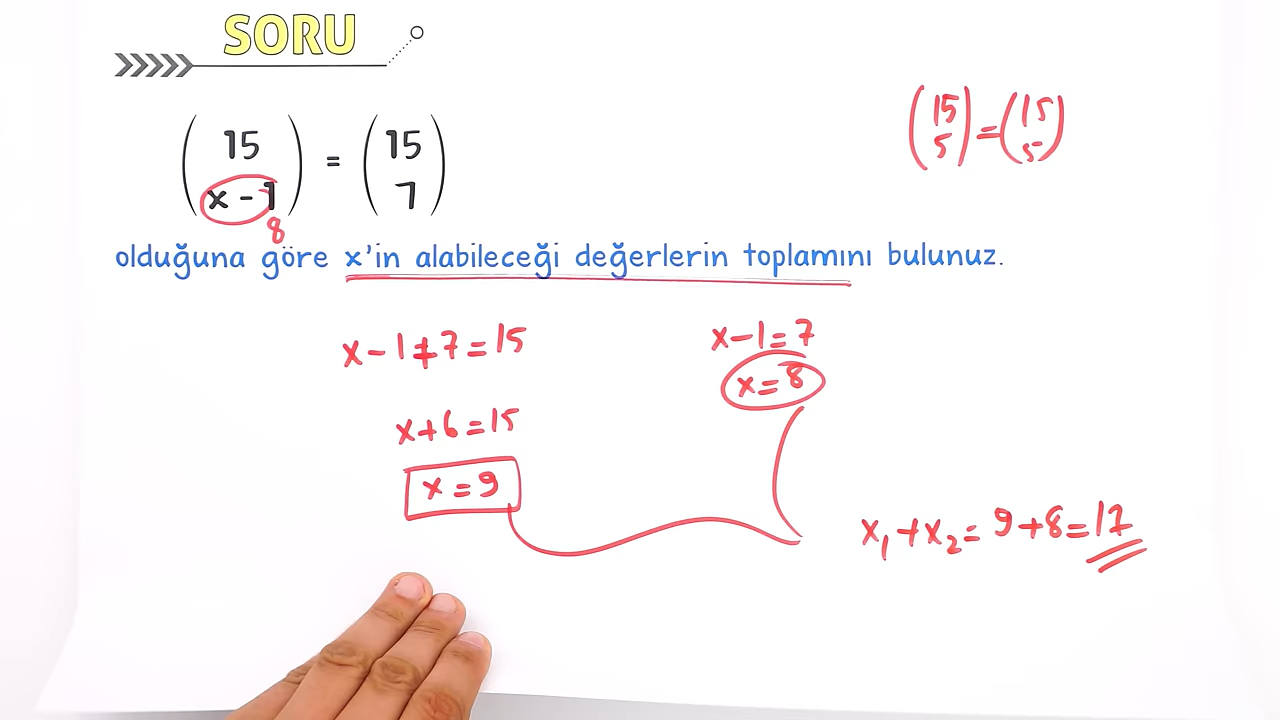 SORU
(15 x-1) = (15 7)
8
(15 5) = (15 5)
olduğuna göre x'in alabileceği değerlerin toplamını bulunuz.
x-1+7=15
x+6=15
x=9
x-1=7
x=8
x₁+x₂=9+8=17